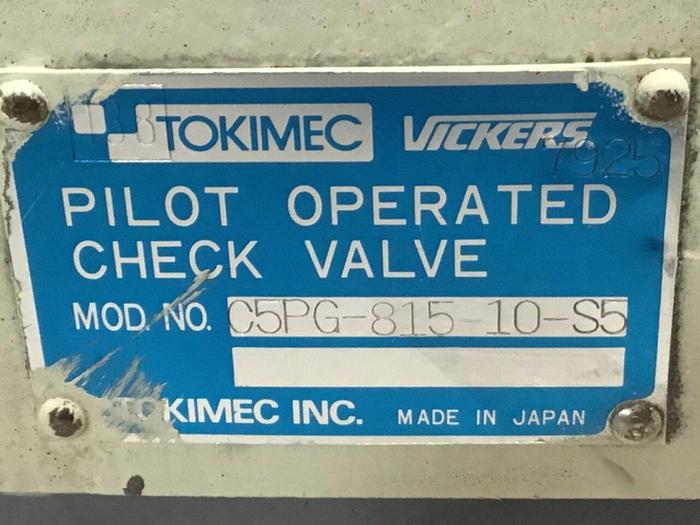 TOKIMEC VICKERS
7925
PILOT OPERATED
CHECK VALVE
MOD NO. C5PG-815-10-S5
TOKIMEC INC. MADE IN JAPAN